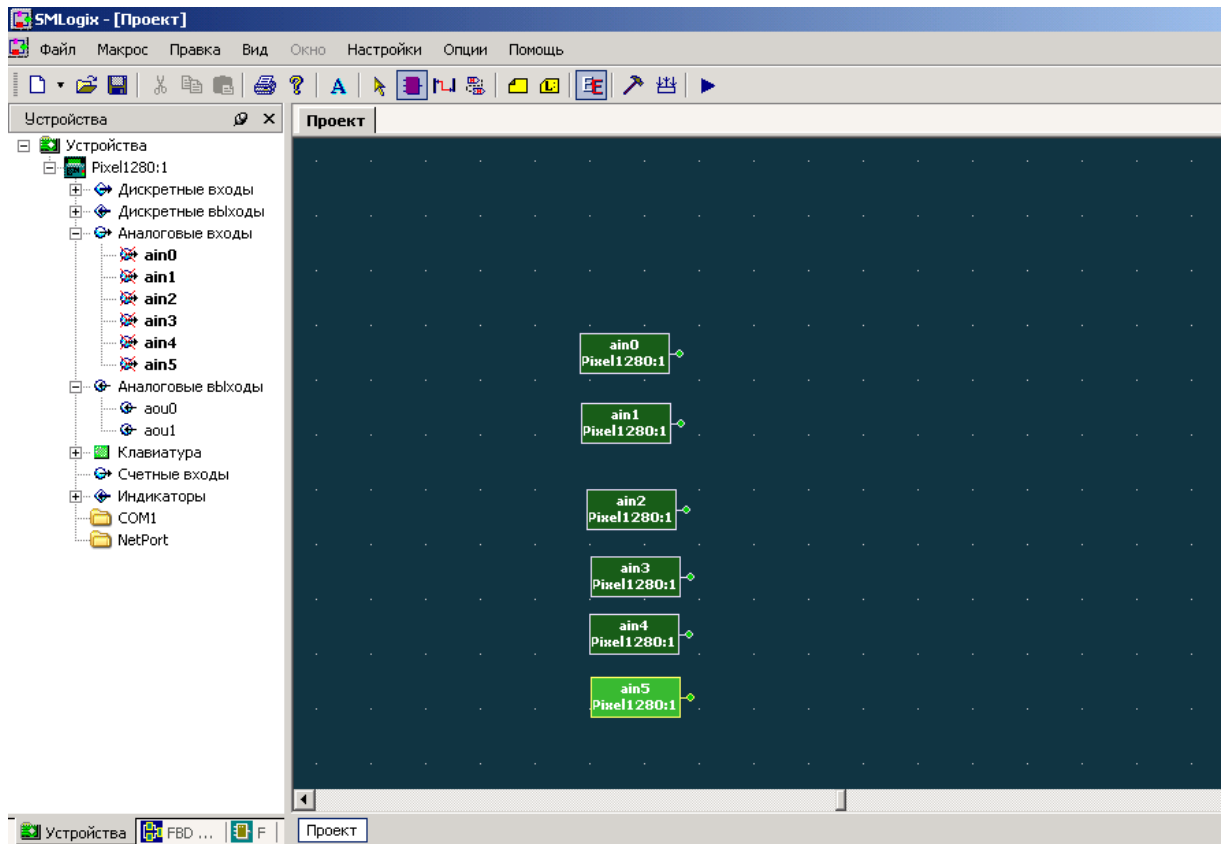 SMLogix - [Проект]
Файл Макрос Правка Вид Окно Настройки Опции Помощь
Устройства
Устройства
Pixel1280:1
Дискретные входы
Дискретные вЫходы
Аналоговые входы
ain0
ain1
ain2
ain3
ain4
ain5
Аналоговые вЫходы
aou0
aou1
Клавиатура
Счетные входы
Индикаторы
COM1
NetPort
Устройства FBD ... F
Проект
ain0
Pixel1280:1
ain1
Pixel1280:1
ain2
Pixel1280:1
ain3
Pixel1280:1
ain4
Pixel1280:1
ain5
Pixel1280:1
Проект